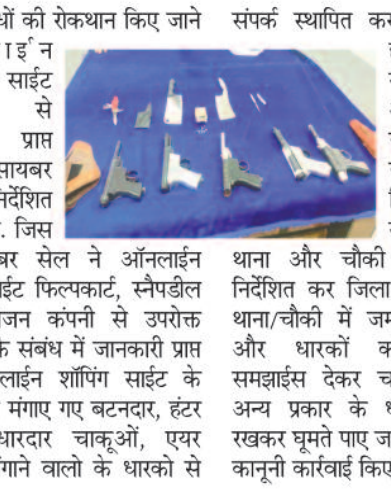 धों की रोकथान किए जाने
ाईन
साईट
से
प्राप्त
सायबर
निर्देशित
. जिस
बर सेल ने ऑनलाईन
ाईट फिल्पकार्ट, स्नैपडील
जन कंपनी से उपरोक्त
के संबंध में जानकारी प्राप्त
लाईन शॉपिंग साईट के
मंगाए गए बटनदार, हंटर
धारदार चाकूओं, एयर
ंगाने वालो के धारको से
संपर्क स्थापित कर
थाना और चौकी
निर्देशित कर जिला
थाना/चौकी में जम
और धारकों क
समझाईस देकर च
अन्य प्रकार के ध
रखकर घूमते पाए ज
कानूनी कार्रवाई किए